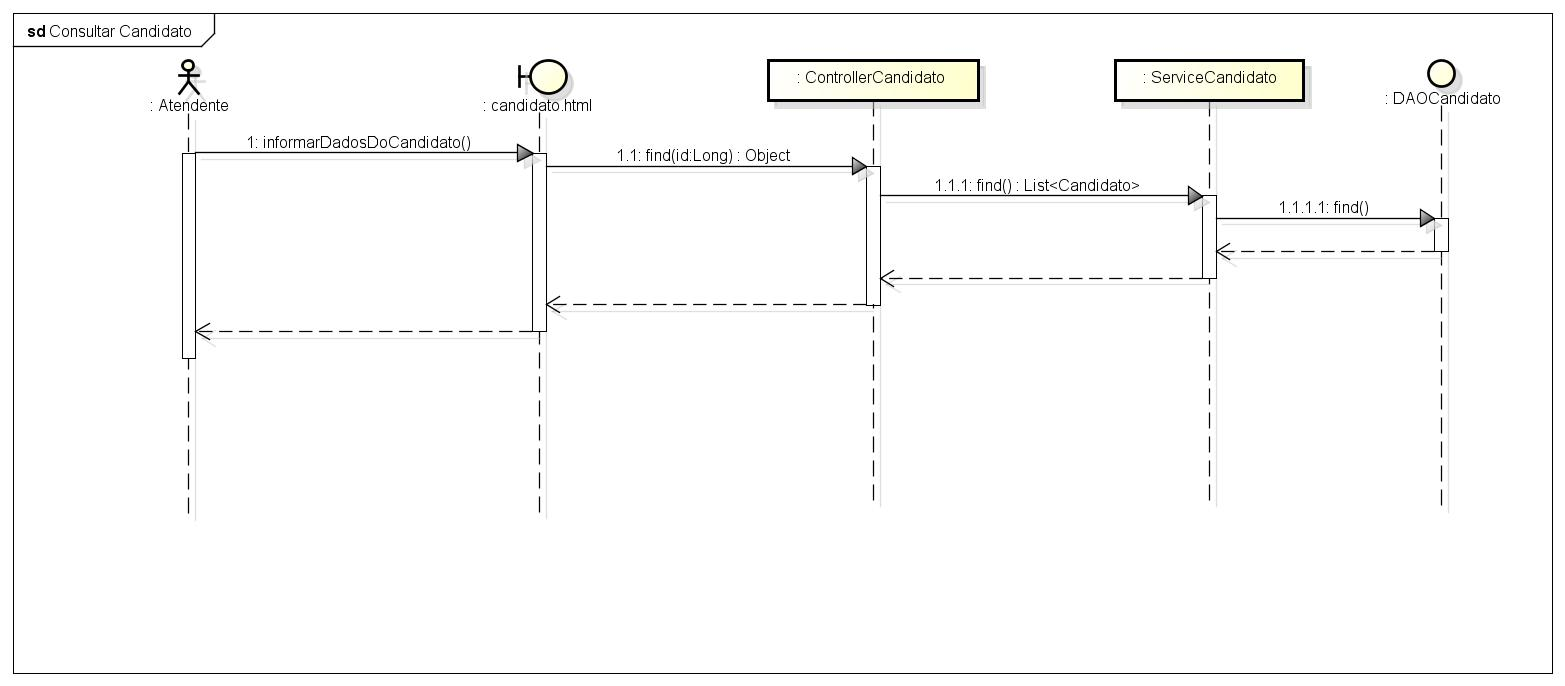 sd Consultar Candidato
: Atendente
: candidato.html
: ControllerCandidato
: ServiceCandidato
: DAOCandidato
1: informarDadosDoCandidato()
1.1: find(id:Long) : Object
1.1.1: find() : List<Candidato>
1.1.1.1: find()